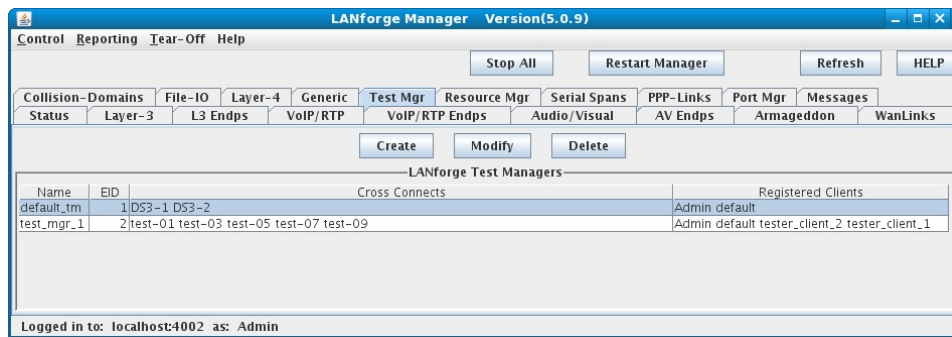 LANforge Manager Version(5.0.9)
Control Reporting Tear-Off Help
Stop All Restart Manager Refresh HELP
Collision-Domains File-IO Layer-4 Generic Test Mgr Resource Mgr Serial Spans PPP-Links Port Mgr Messages
Status Layer-3 L3 Endps VoIP/RTP VoIP/RTP Endps Audio/Visual AV Endps Armageddon WanLinks
Create Modify Delete
LANforge Test Managers
Name EID Cross Connects Registered Clients
default_tm 1 DS3-1 DS3-2 Admin default
test_mgr_1 2 test-01 test-03 test-05 test-07 test-09 Admin default tester_client_2 tester_client_1
Logged in to: localhost:4002 as: Admin